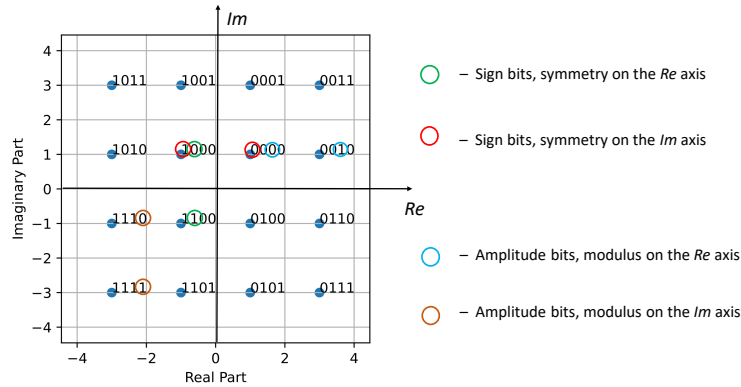 Im
4
1011 1001 0001 0011
3
2
1010 1000 0000 0010
1
0
Re
1110 1100 0100 0110
−1
−2
1111 1101 0101 0111
−3
−4
−4 −2 0 2 4
Real Part
Imaginary Part
– Sign bits, symmetry on the Re axis
– Sign bits, symmetry on the Im axis
– Amplitude bits, modulus on the Re axis
– Amplitude bits, modulus on the Im axis